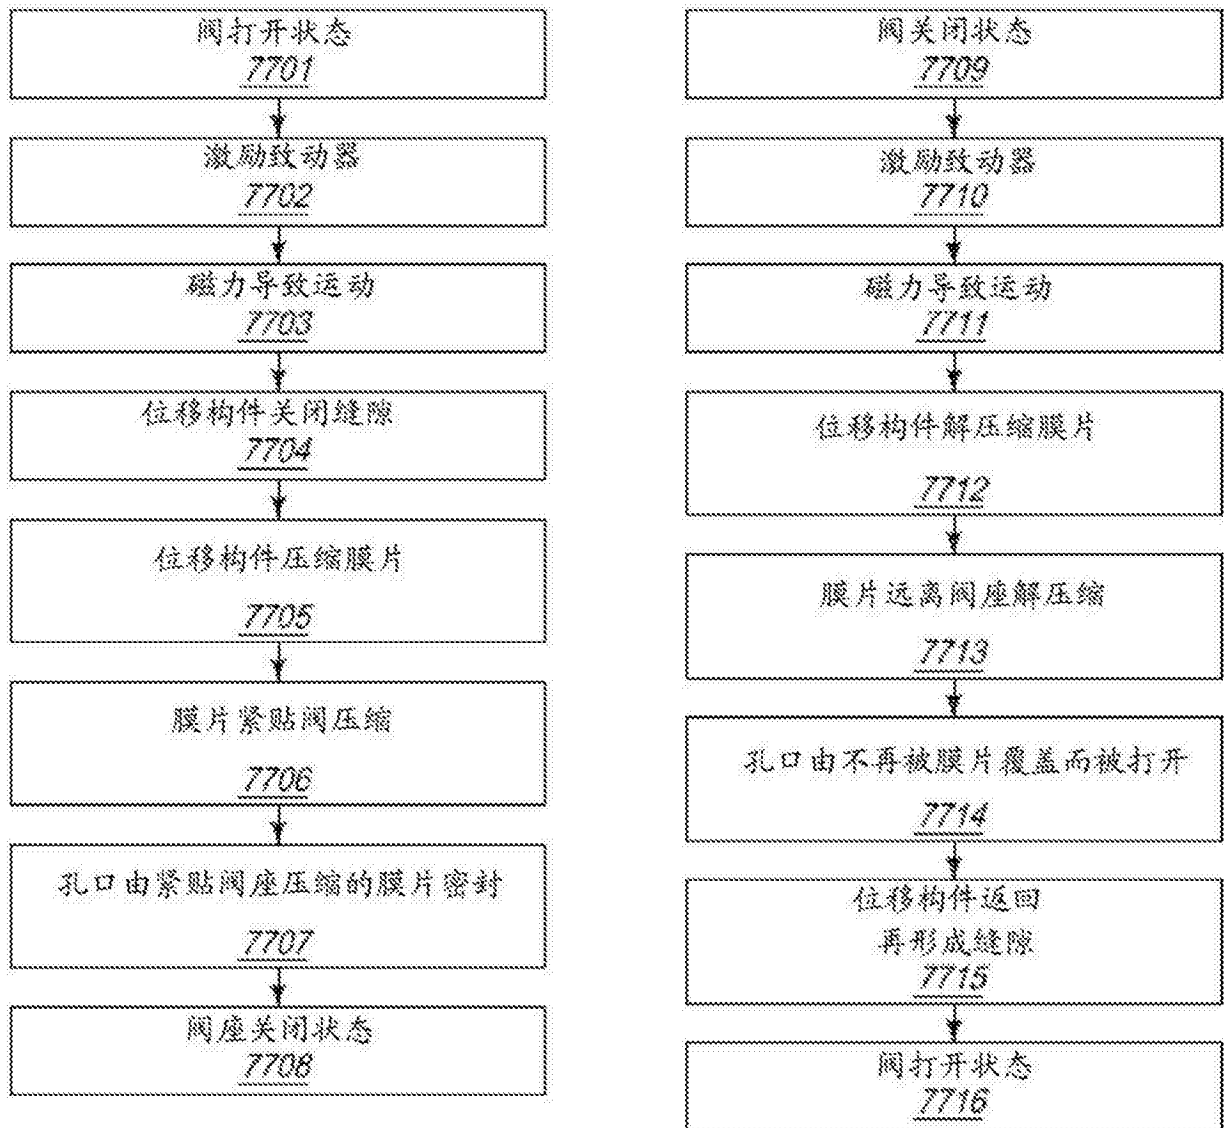 阀打开状态
7701
激励致动器
7702
磁力导致运动
7703
位移构件关闭缝隙
7704
位移构件压缩膜片
7705
膜片紧贴阀压缩
7706
孔口由紧贴阀座压缩的膜片密封
7707
阀座关闭状态
7708
阀关闭状态
7709
激励致动器
7710
磁力导致运动
7711
位移构件解压缩膜片
7712
膜片远离阀座解压缩
7713
孔口由不再被膜片覆盖而被打开
7714
位移构件返回
再形成缝隙
7715
阀打开状态
7716